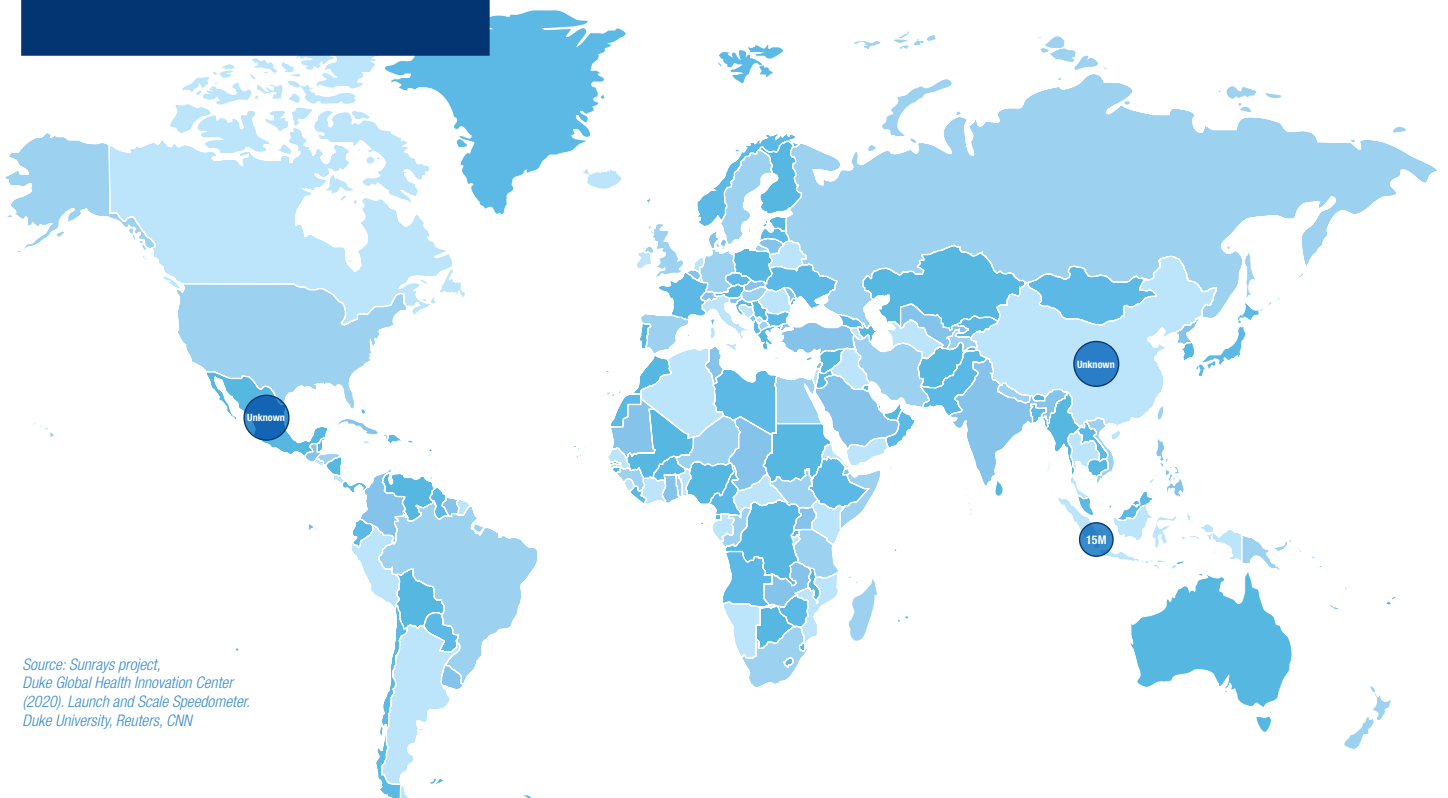 Unknown
Unknown
15M
Source: Sunrays project,
Duke Global Health Innovation Center
(2020). Launch and Scale Speedometer.
Duke University, Reuters, CNN